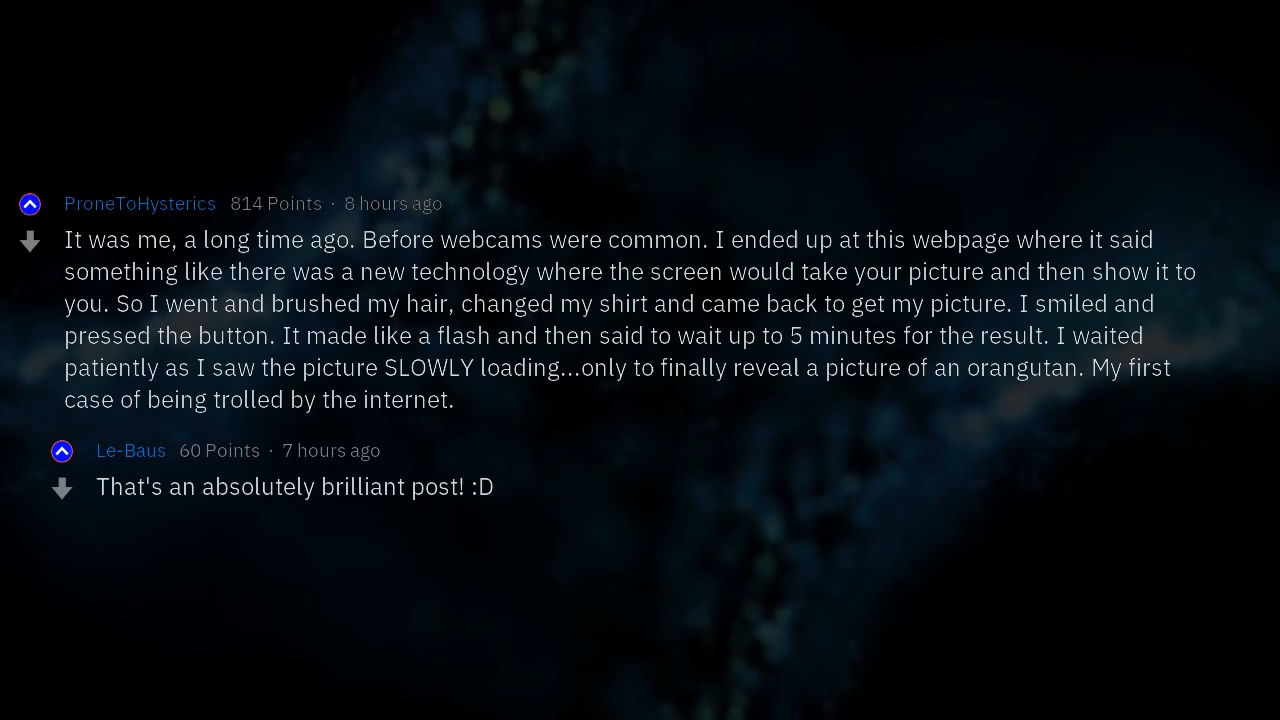 ProneToHysterics 814 Points · 8 hours ago
It was me, a long time ago. Before webcams were common. I ended up at this webpage where it said
something like there was a new technology where the screen would take your picture and then show it to
you. So I went and brushed my hair, changed my shirt and came back to get my picture. I smiled and
pressed the button. It made like a flash and then said to wait up to 5 minutes for the result. I waited
patiently as I saw the picture SLOWLY loading...only to finally reveal a picture of an orangutan. My first
case of being trolled by the internet.
Le-Baus 60 Points · 7 hours ago
That's an absolutely brilliant post! :D